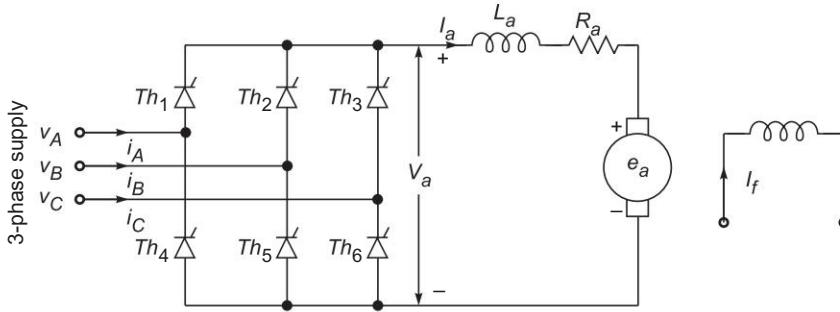 3-phase supply
I_a
L_a
R_a
+
Th_1
Th_2
Th_3
v_A
i_A
v_B
i_B
v_C
i_C
V_a
+
e_a
–
I_f
Th_4
Th_5
Th_6
–